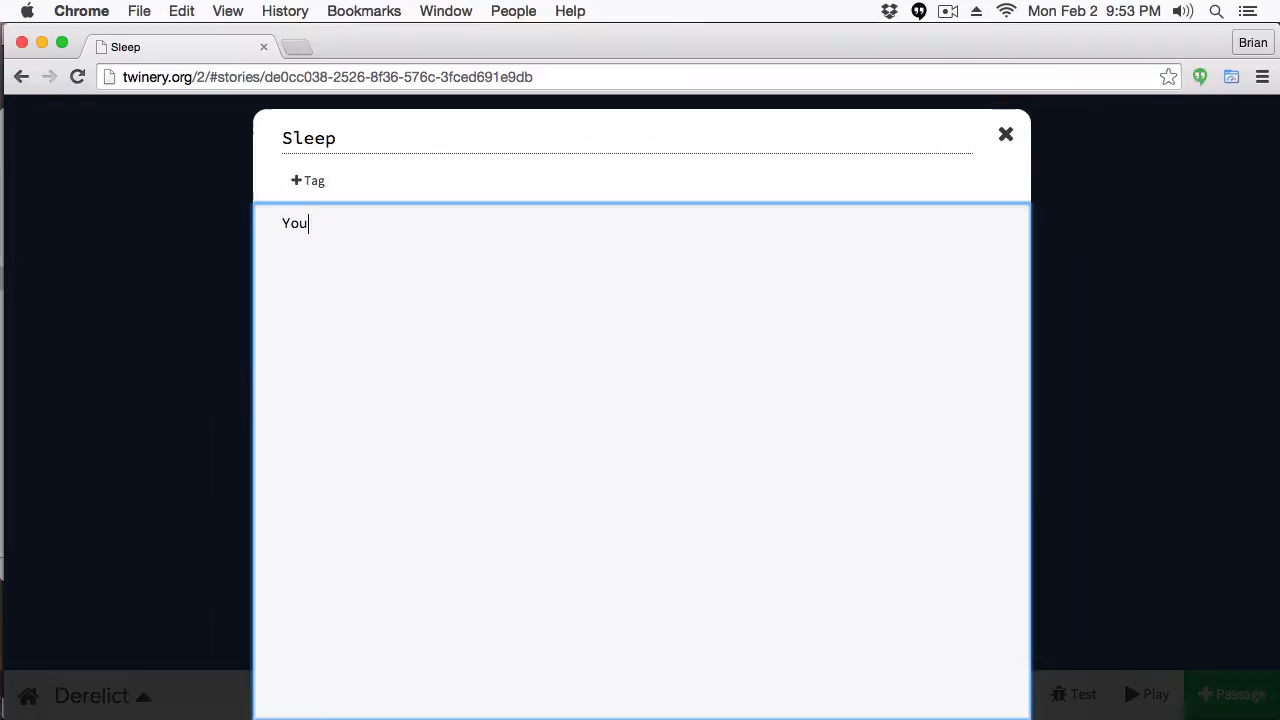 Chrome File Edit View History Bookmarks Window People Help Mon Feb 2 9:53 PM
Sleep Brian
twinery.org/2/#stories/de0cc038-2526-8f36-576c-3fced691e9db
Sleep
Tag
You
Derelict Test Play Passage